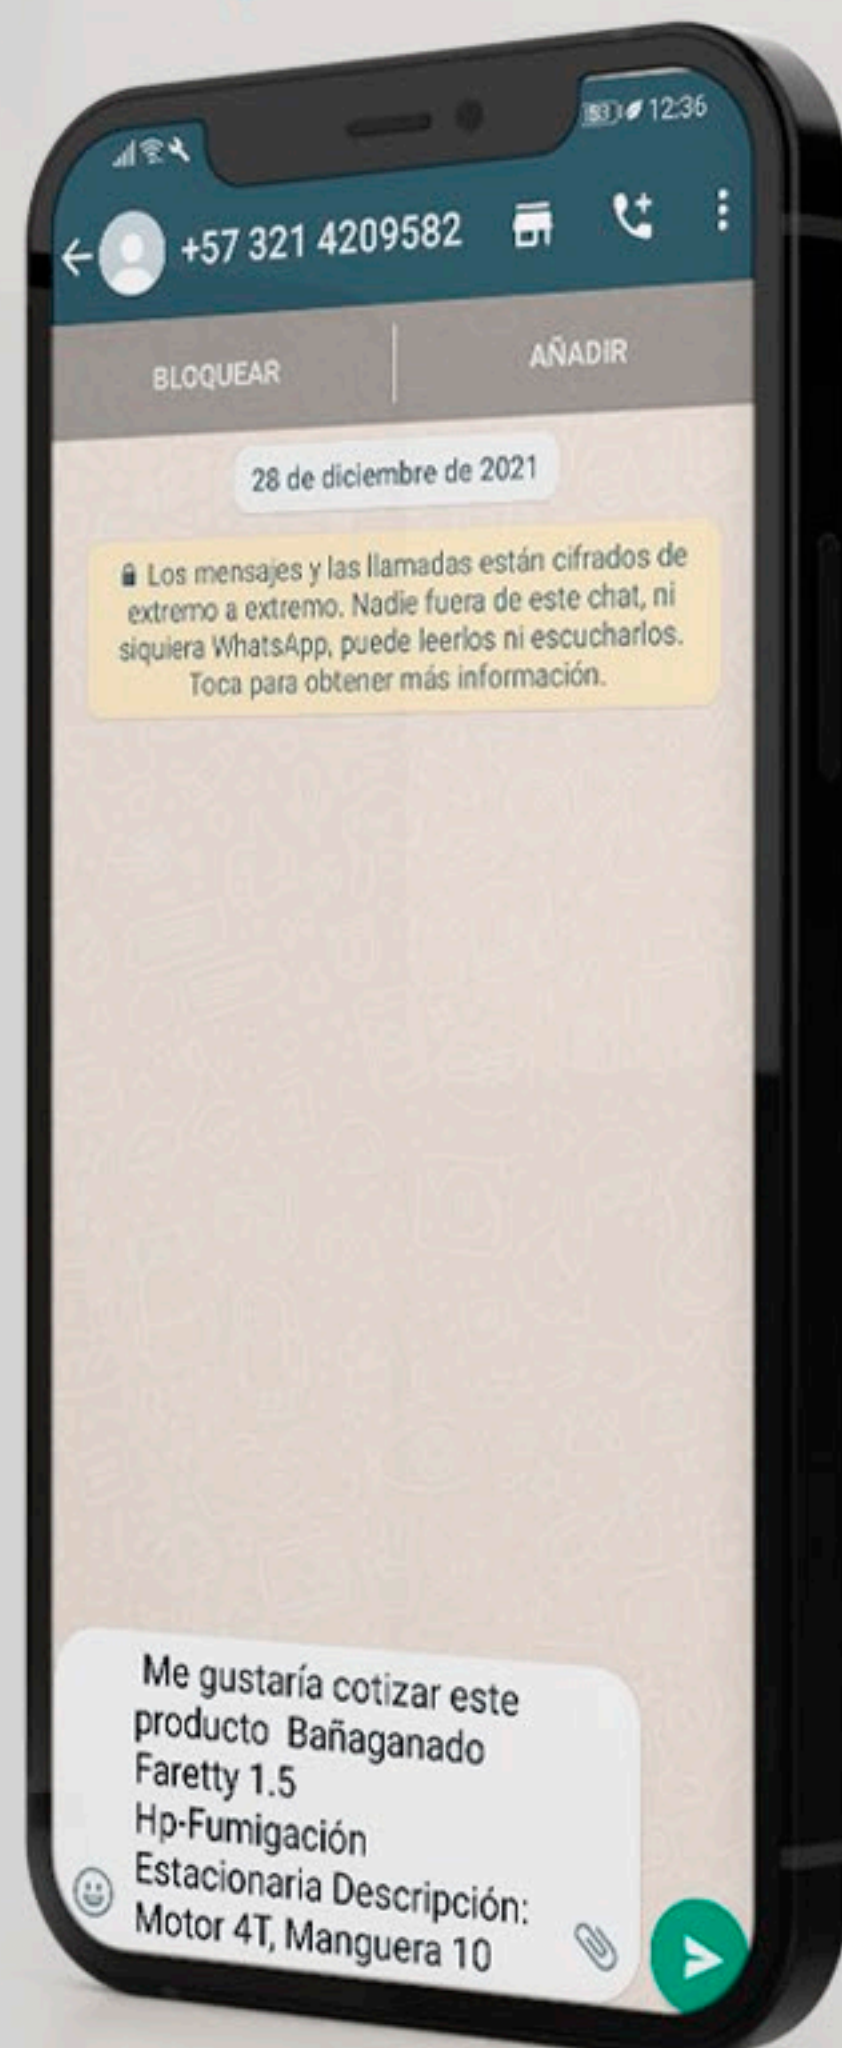 53 12:36
+57 321 4209582
BLOQUEAR
AÑADIR
28 de diciembre de 2021
Los mensajes y las llamadas están cifrados de
extremo a extremo. Nadie fuera de este chat, ni
siquiera WhatsApp, puede leerlos ni escucharlos.
Toca para obtener más información.
Me gustaría cotizar este
producto Bañaganado
Faretty 1.5
Hp-Fumigación
Estacionaria Descripción:
Motor 4T, Manguera 10